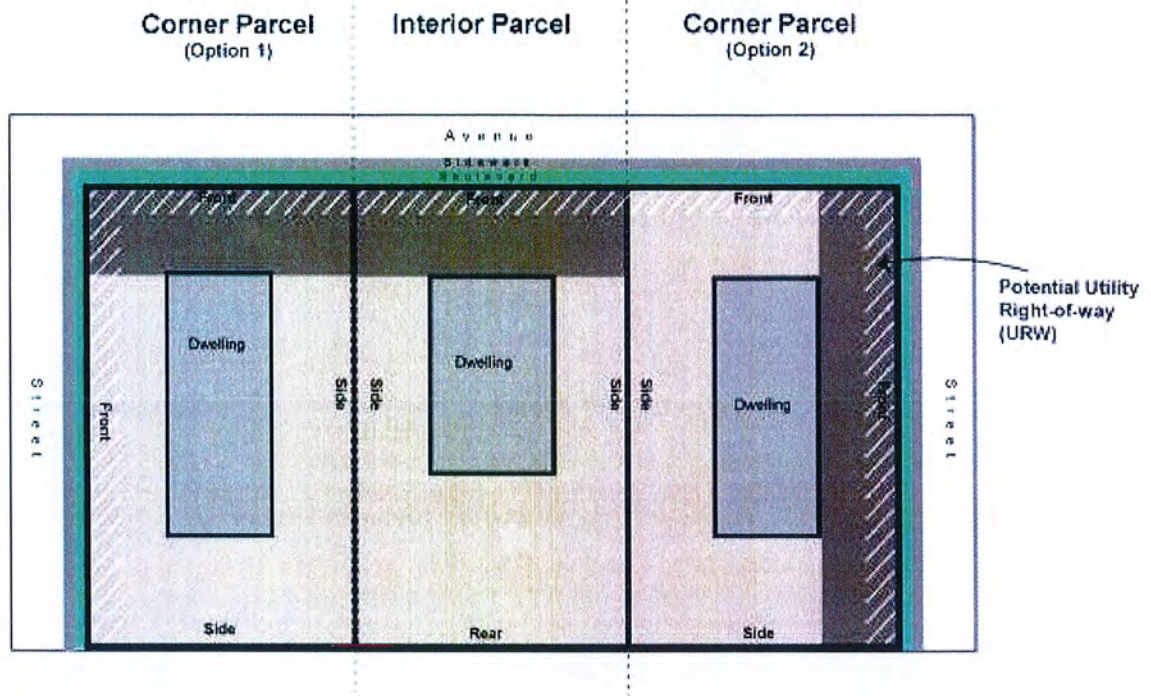 Corner Parcel
(Option 1)
Interior Parcel
Corner Parcel
(Option 2)
Avenue
Sidewalk
Boulevard
Front
Front
Front
Potential Utility
Right-of-way
(URW)
Dwelling
Dwelling
Dwelling
Street
Front
Side
Side
Side
Side
Front
Street
Side
Rear
Side